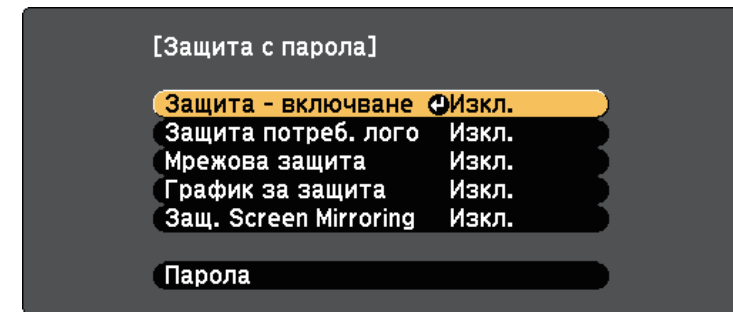 [Защита с парола]
Защита - включване Изкл.
Защита потреб. лого Изкл.
Мрежова защита Изкл.
График за защита Изкл.
Защ. Screen Mirroring Изкл.
Парола